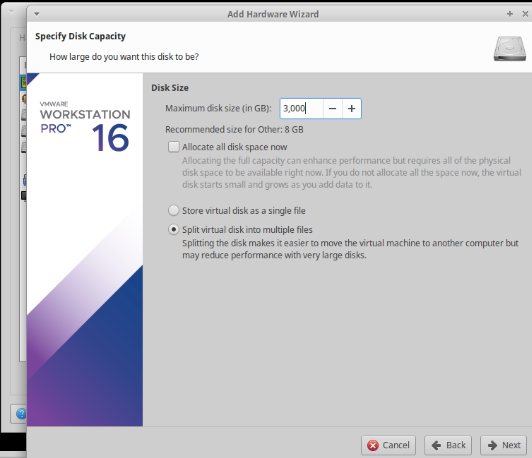 Add Hardware Wizard
Specify Disk Capacity
How large do you want this disk to be?
VMWARE
WORKSTATION
PRO™ 16
Disk Size
Maximum disk size (in GB): 3,000 − +
Recommended size for Other: 8 GB
Allocate all disk space now
Allocating the full capacity can enhance performance but requires all of the physical
disk space to be available right now. If you do not allocate all the space now, the virtual
disk starts small and grows as you add data to it.
Store virtual disk as a single file
Split virtual disk into multiple files
Splitting the disk makes it easier to move the virtual machine to another computer but
may reduce performance with very large disks.
Cancel Back Next